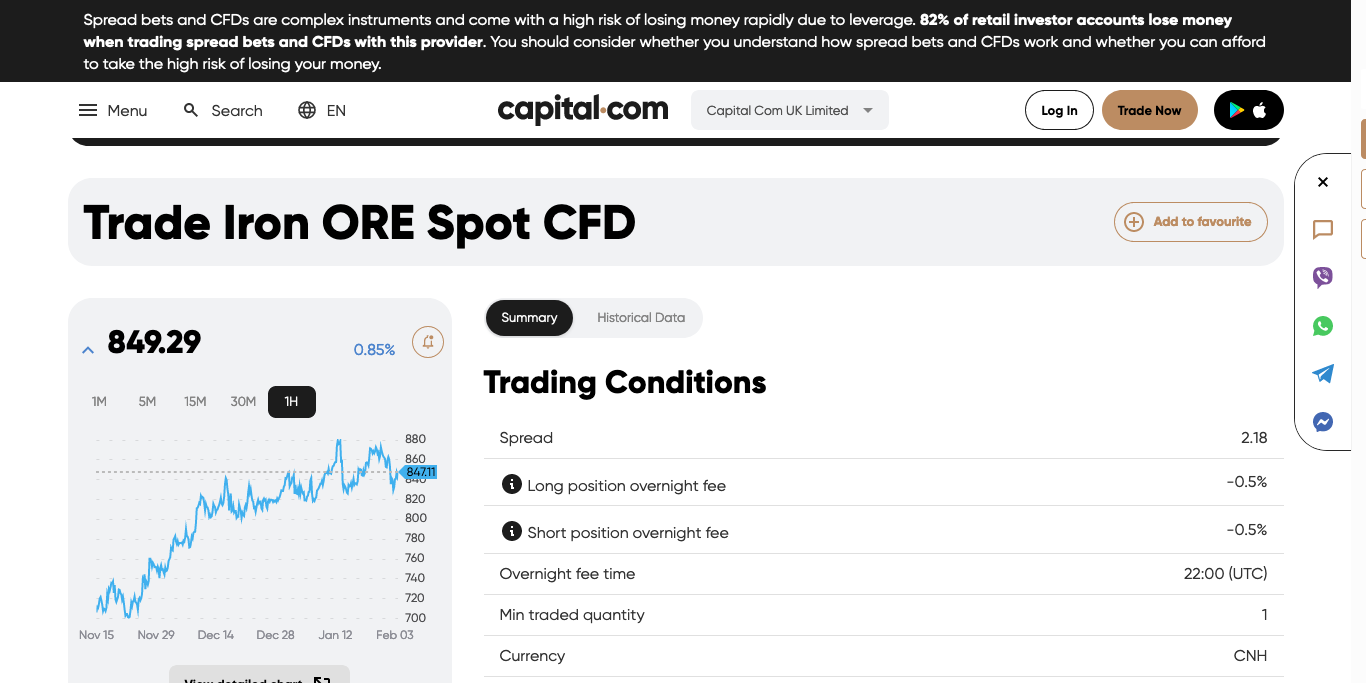 Spread bets and CFDs are complex instruments and come with a high risk of losing money rapidly due to leverage. 82% of retail investor accounts lose money
when trading spread bets and CFDs with this provider. You should consider whether you understand how spread bets and CFDs work and whether you can afford
to take the high risk of losing your money.
Menu
Search
EN
capital.com
Capital Com UK Limited
Log In
Trade Now
Trade Iron ORE Spot CFD
Add to favourite
849.29
0.85%
1M
5M
15M
30M
1H
880
860
847.11
840
820
800
780
760
740
720
700
Nov 15
Nov 29
Dec 14
Dec 28
Jan 12
Feb 03
View detailed chart
Summary
Historical Data
Trading Conditions
Spread 2.18
Long position overnight fee -0.5%
Short position overnight fee -0.5%
Overnight fee time 22:00 (UTC)
Min traded quantity 1
Currency CNH